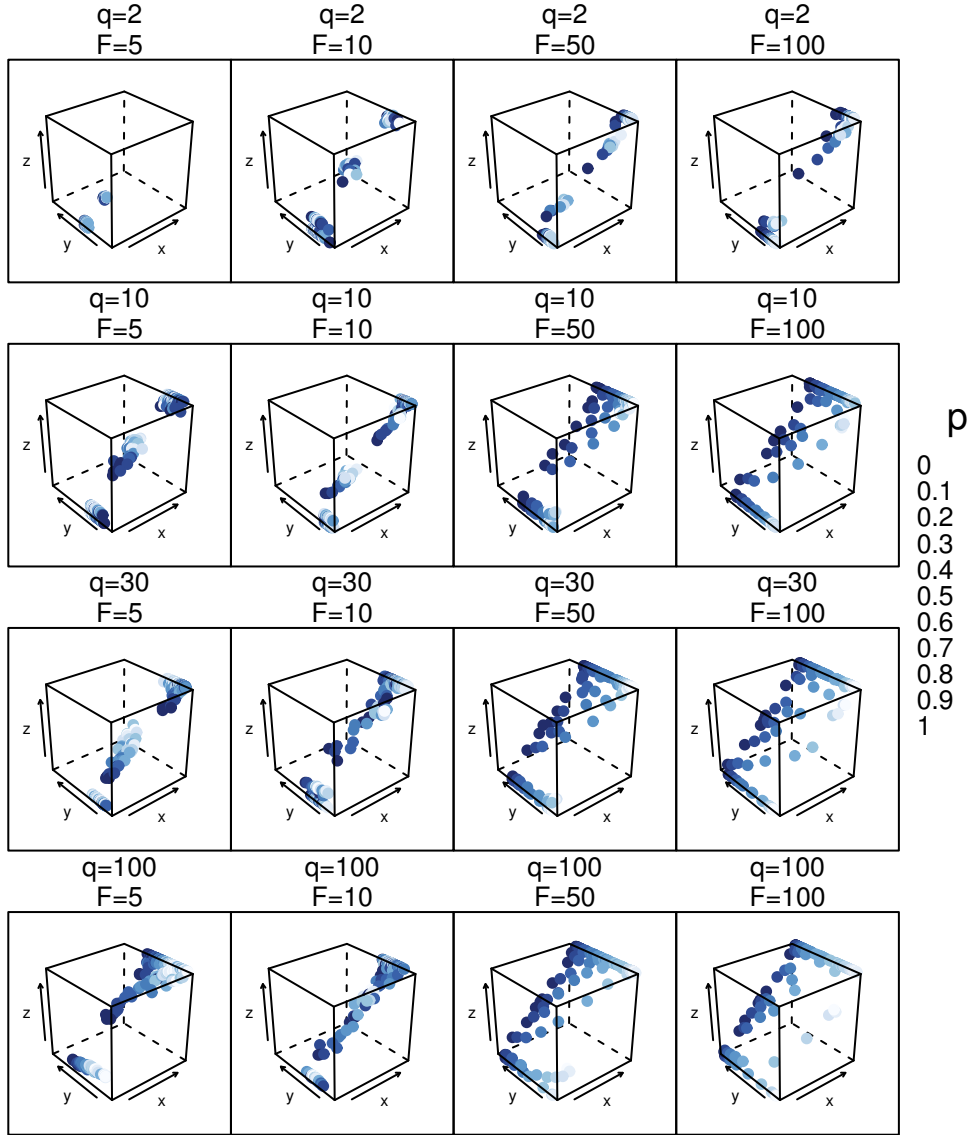 q=2 q=2 q=2 q=2
F=5 F=10 F=50 F=100
z z z z
y x y x y x y x
q=10 q=10 q=10 q=10
F=5 F=10 F=50 F=100
z z z z
y x y x y x y x
p
0
0.1
0.2
0.3
0.4
0.5
0.6
0.7
0.8
0.9
1
q=30 q=30 q=30 q=30
F=5 F=10 F=50 F=100
z z z z
y x y x y x y x
q=100 q=100 q=100 q=100
F=5 F=10 F=50 F=100
z z z z
y x y x y x y x